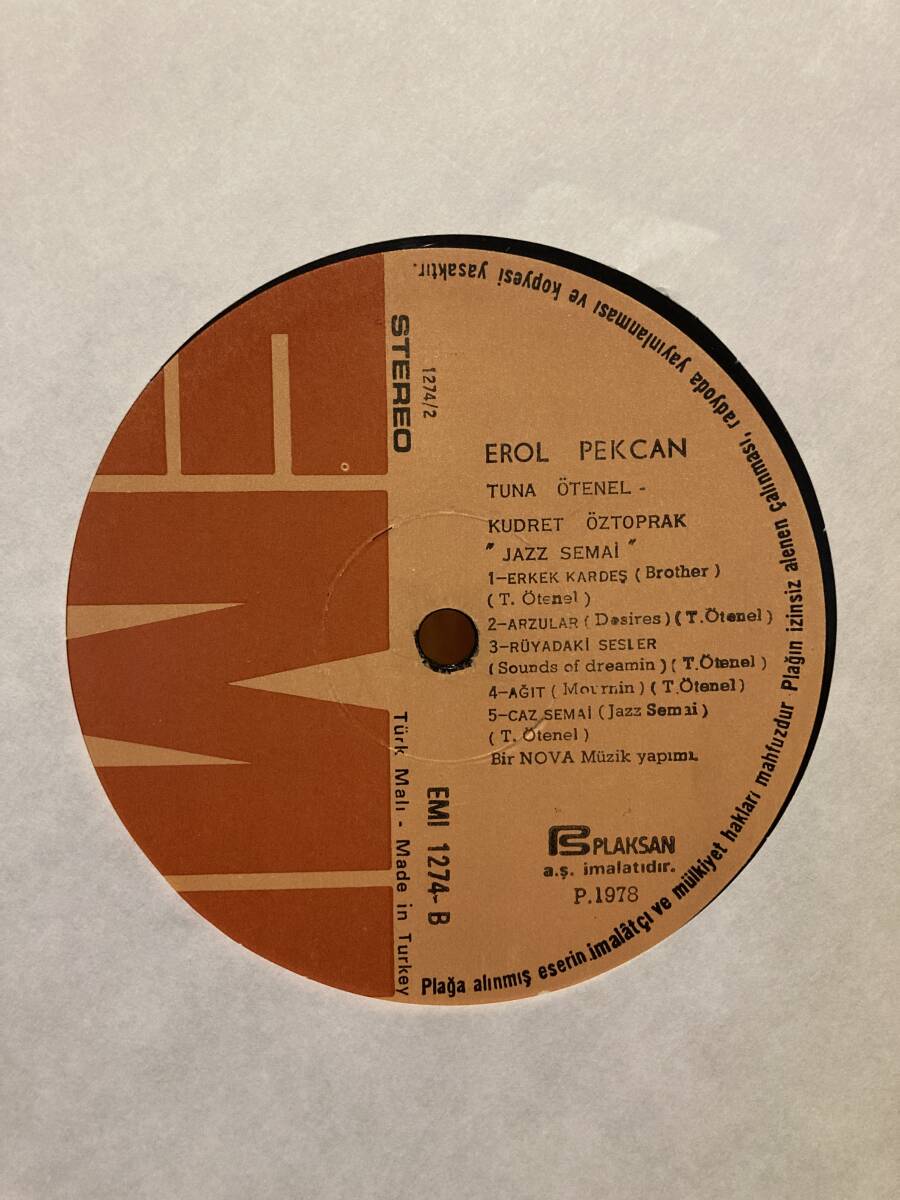 EMI
STEREO
1274/2
EROL PEKCAN
TUNA ÖTENEL -
KUDRET ÖZTOPRAK
" JAZZ SEMAİ "
1-ERKEK KARDEŞ ( Brother )
( T. Ötenel )
2-ARZULAR ( Desires ) ( T.Ötenel )
3-RÜYADAKİ SESLER
( Sounds of dreamin ) ( T.Ötenel )
4-AĞIT ( Mournin ) ( T.Ötenel )
5-CAZ SEMAİ ( Jazz Semai )
( T. Ötenel )
Bir NOVA Müzik yapımı.
PLAKSAN
a.ş. imalatıdır.
P.1978
EMI 1274- B
Türk Malı - Made in Turkey
Plağa alınmış eserin.imalâtçı ve mülkiyet hakları mahfuzdur Plağın izinsiz alenen çalınması, radyoda yayınlanması ve kopyesi yasaktır.